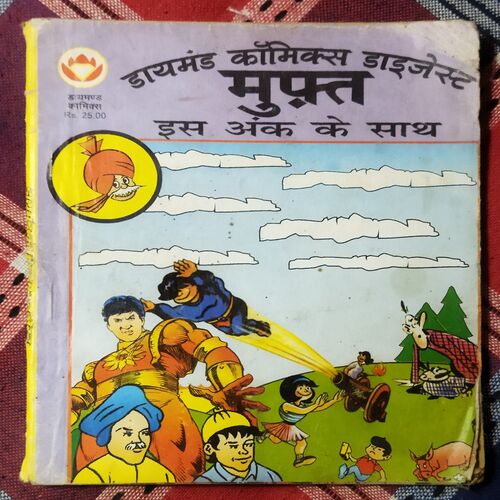 डायमंड कॉमिक्स डाइजेस्ट
मुफ़्त
इस अंक के साथ
डायमण्ड
कॉमिक्स
Rs. 25.00